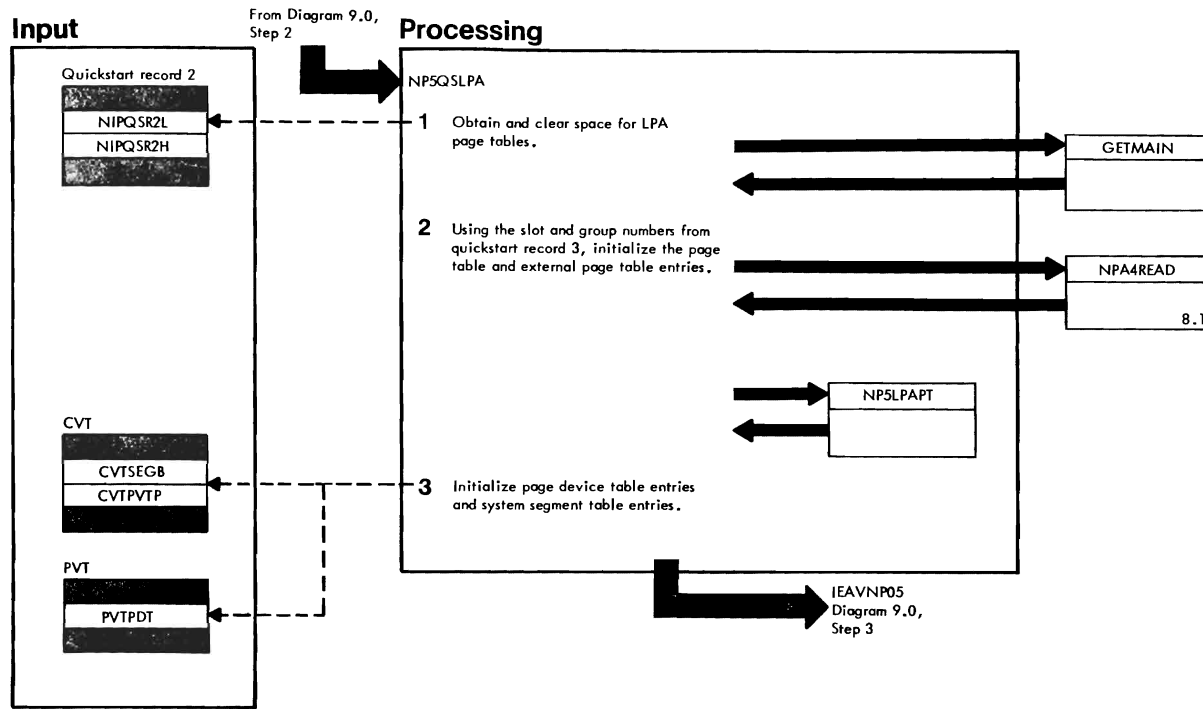 Input
From Diagram 9.0,
Step 2
Processing
Quickstart record 2
NIPQSR2L
NIPQSR2H
NP5QSLPA
1 Obtain and clear space for LPA
page tables.
GETMAIN
2 Using the slot and group numbers from
quickstart record 3, initialize the page
table and external page table entries.
NPA4READ
8.1
NP5LPAPT
CVT
CVTSEGB
CVTPVTP
3 Initialize page device table entries
and system segment table entries.
PVT
PVTPDT
IEAVNP05
Diagram 9.0,
Step 3